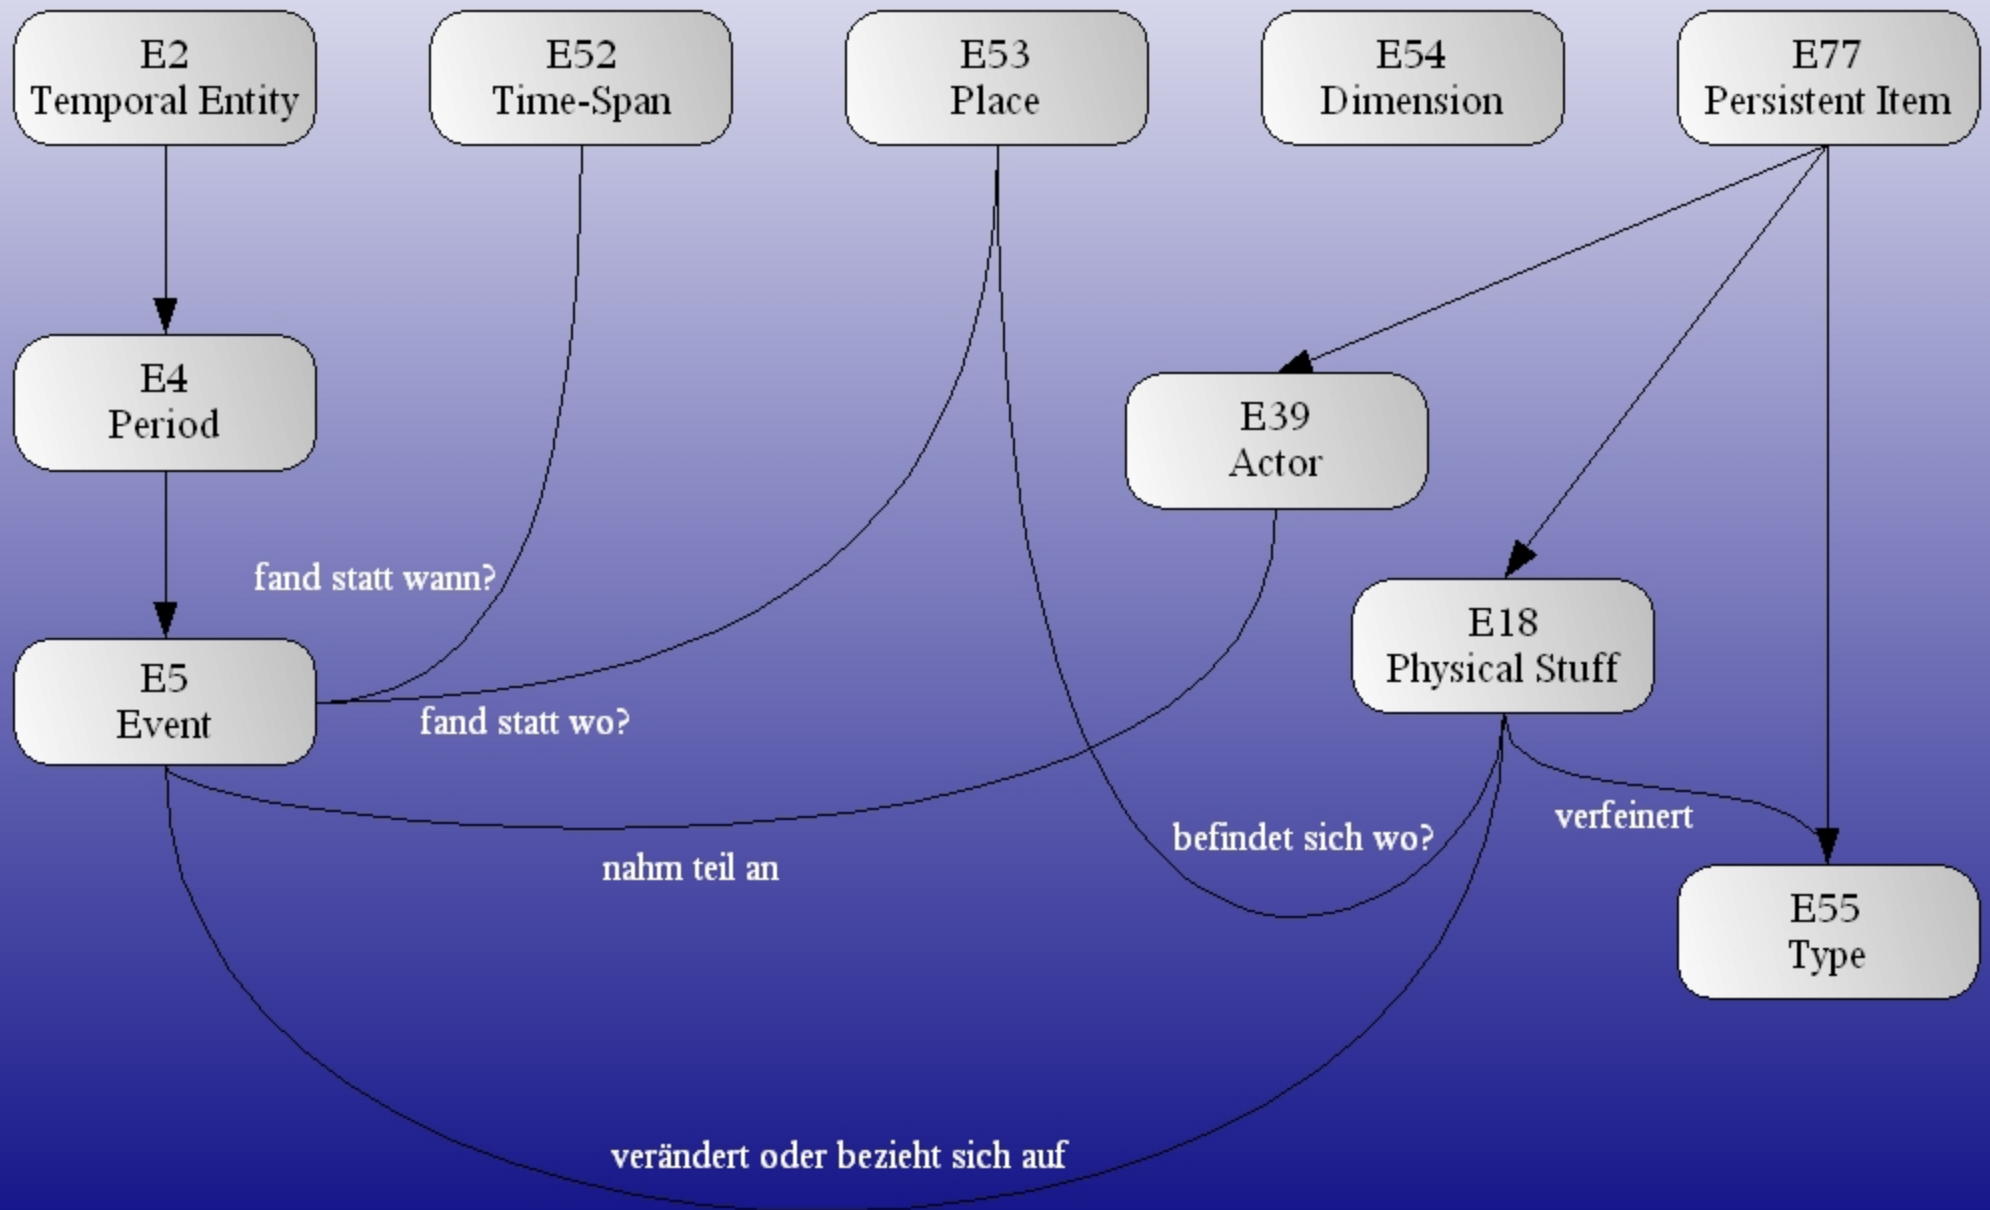 E2
Temporal Entity
E52
Time-Span
E53
Place
E54
Dimension
E77
Persistent Item
E4
Period
E39
Actor
fand statt wann?
E18
Physical Stuff
E5
Event
fand statt wo?
befindet sich wo?
verfeinert
nahm teil an
E55
Type
verändert oder bezieht sich auf